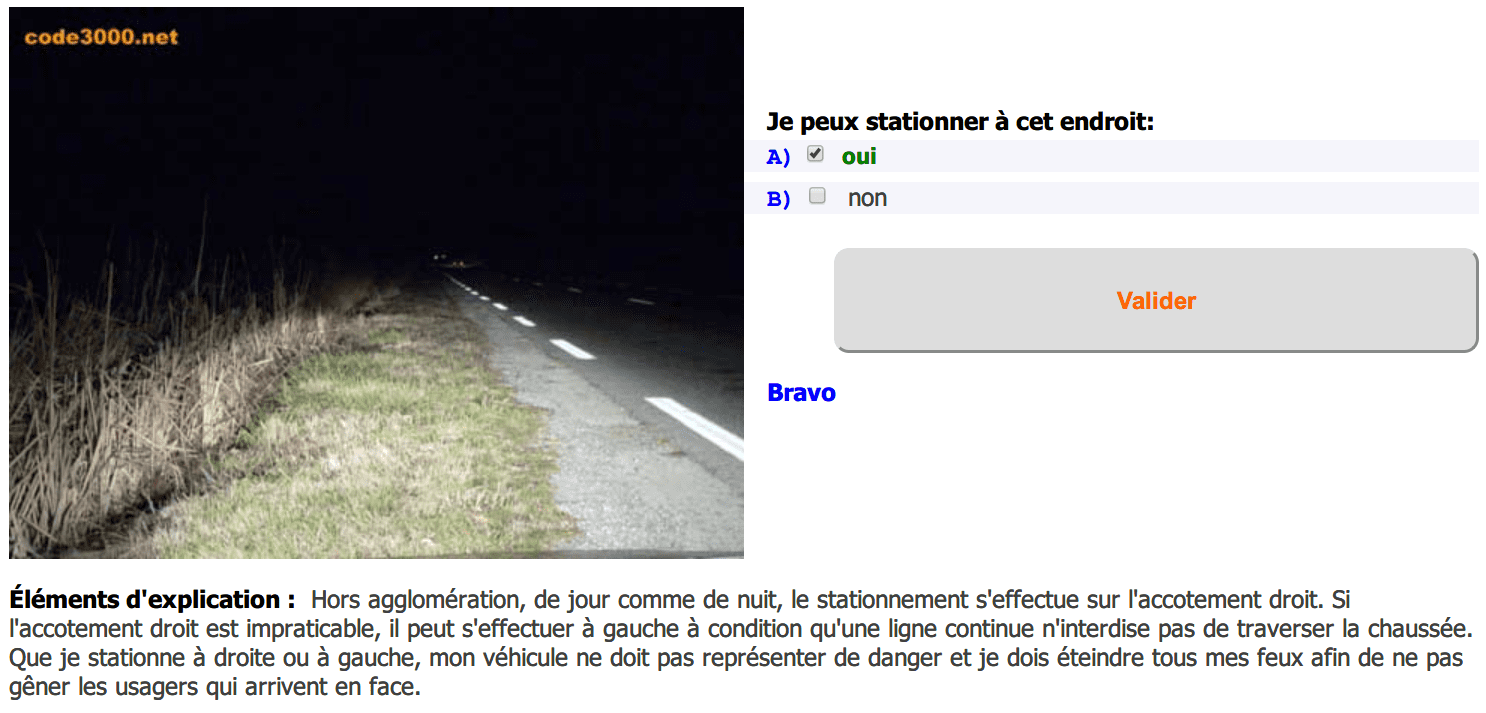 code3000.net
Je peux stationner à cet endroit:
A) oui
B) non
Valider
Bravo
Éléments d'explication : Hors agglomération, de jour comme de nuit, le stationnement s'effectue sur l'accotement droit. Si
l'accotement droit est impraticable, il peut s'effectuer à gauche à condition qu'une ligne continue n'interdise pas de traverser la chaussée.
Que je stationne à droite ou à gauche, mon véhicule ne doit pas représenter de danger et je dois éteindre tous mes feux afin de ne pas
gêner les usagers qui arrivent en face.